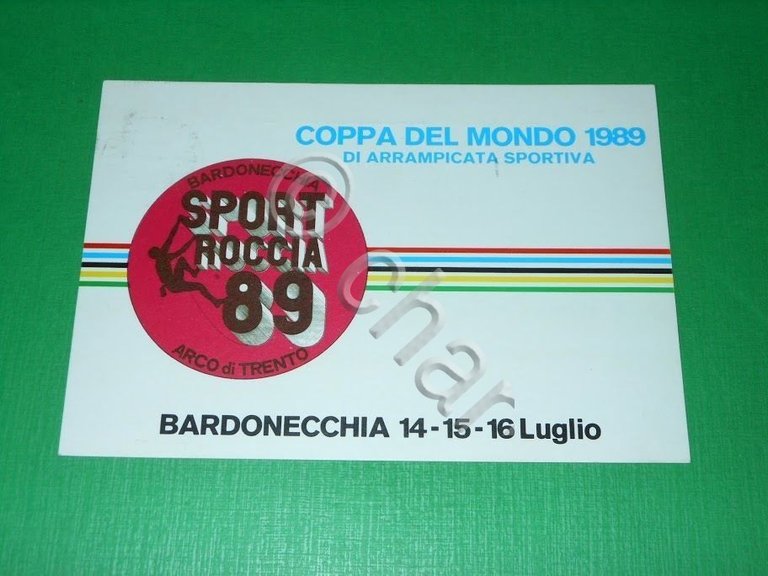 COPPA DEL MONDO 1989
DI ARRAMPICATA SPORTIVA
BARDONECCHIA
SPORT
ROCCIA
89
ARCO di TRENTO
BARDONECCHIA 14-15-16 Luglio
© char